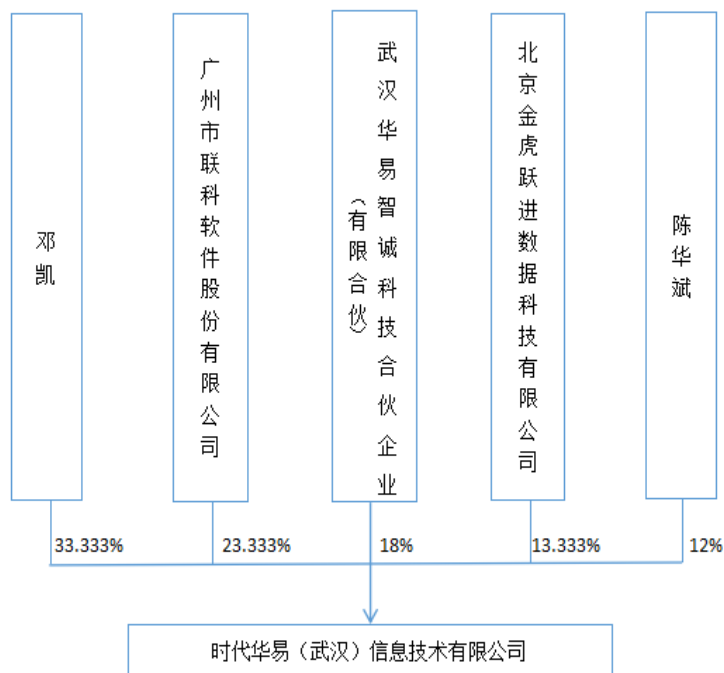 邓凯
广州市联科软件股份有限公司
武汉华易智诚科技合伙企业
（有限合伙）
北京金虎跃进数据科技有限公司
陈华斌
33.333%
23.333%
18%
13.333%
12%
时代华易（武汉）信息技术有限公司